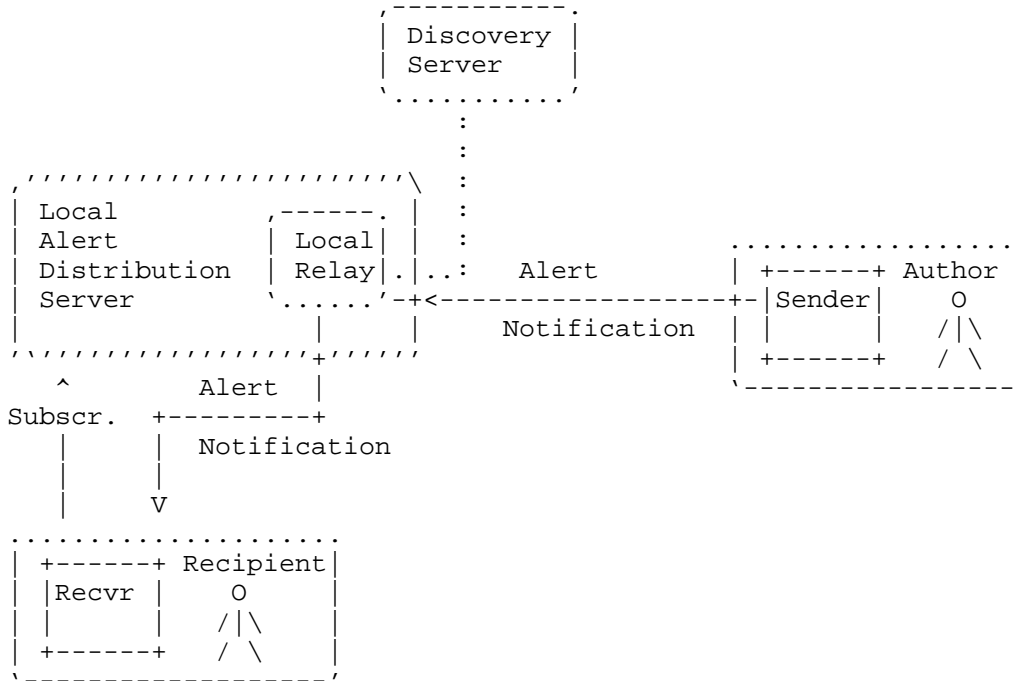 Discovery
Server
Local
Alert
Distribution
Server
Local
Relay
Alert
Notification
Author
Sender
O
Alert
Subscr.
Notification
V
Recipient
Recvr
O